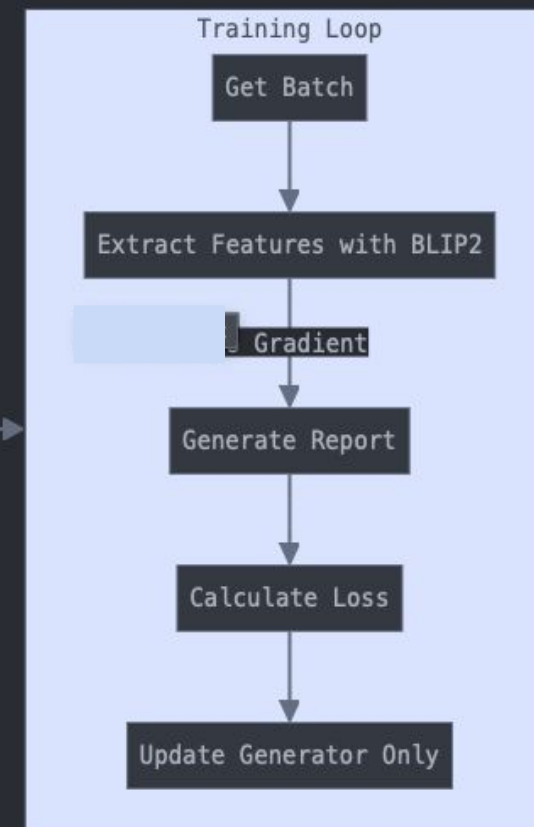 Training Loop
Get Batch
Extract Features with BLIP2
Gradient
Generate Report
Calculate Loss
Update Generator Only